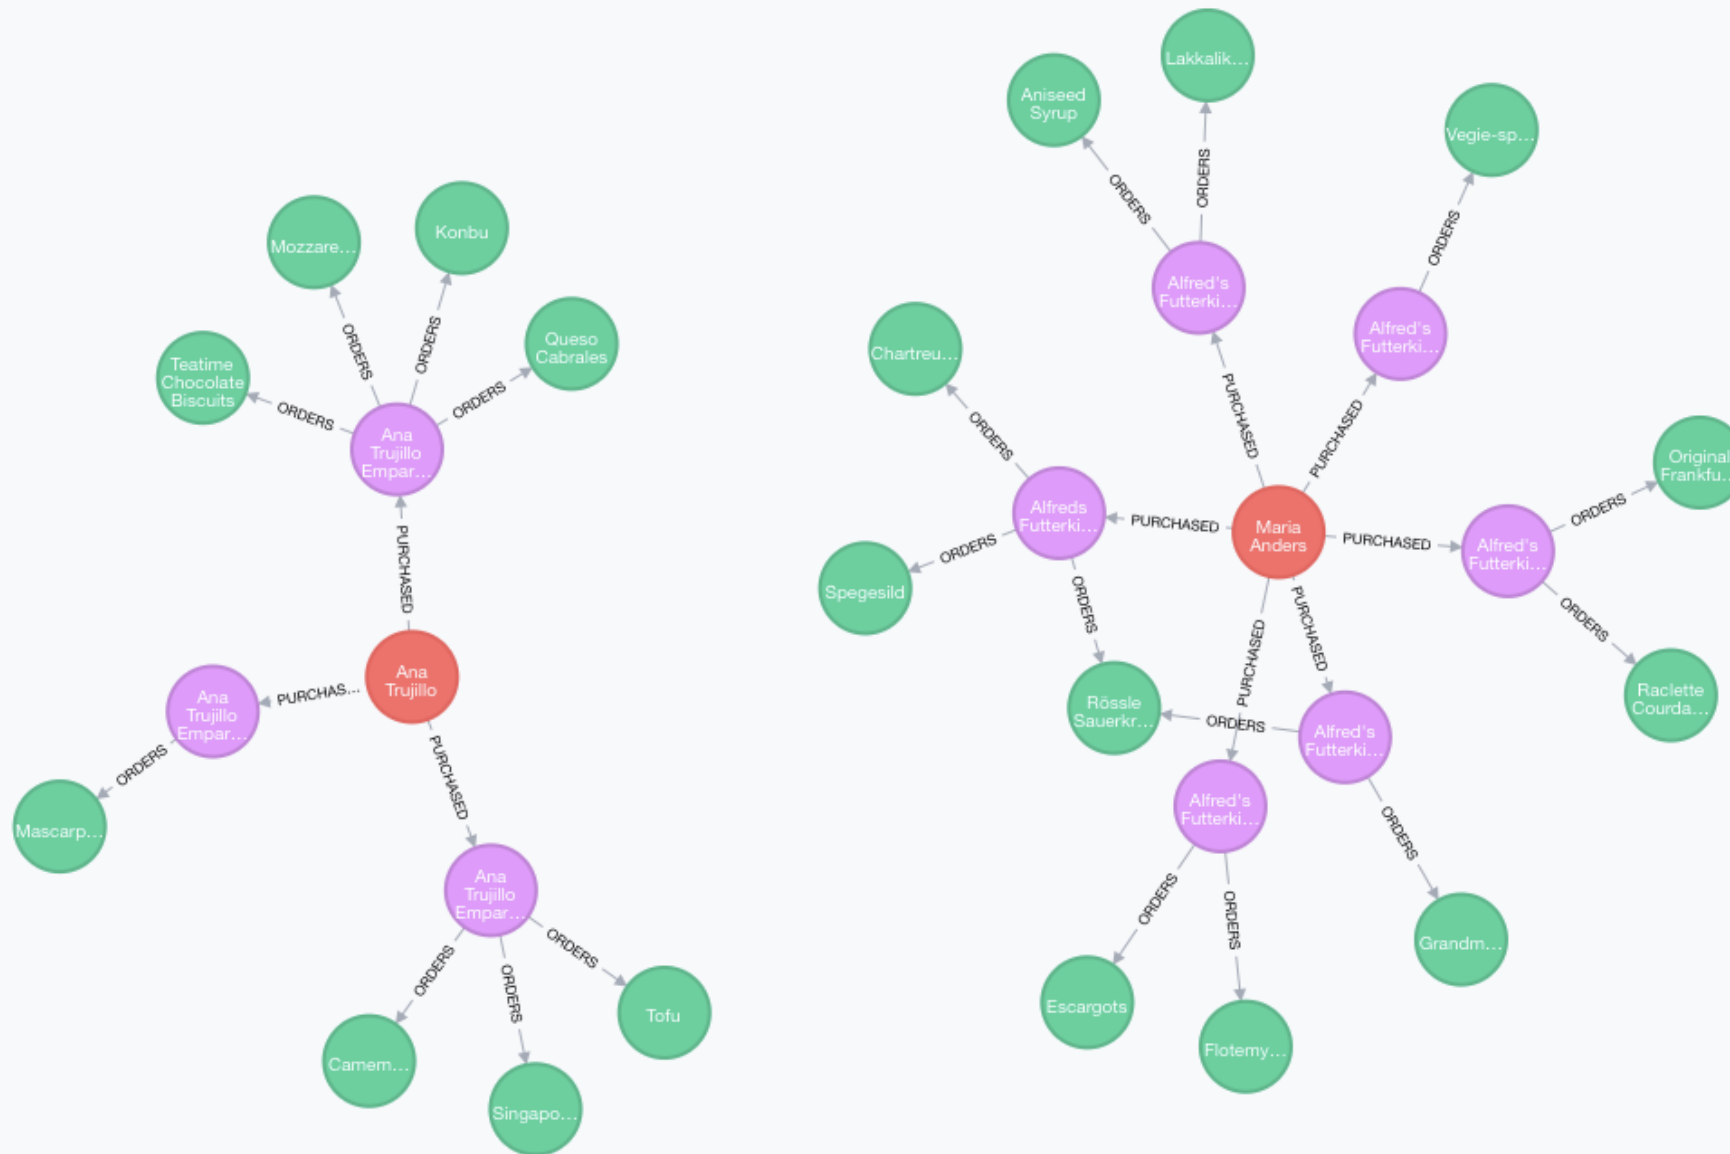 Lakkalik...
Aniseed
Syrup
Vegie-sp...
ORDERS
ORDERS
ORDERS
Mozzare...
Konbu
Alfred's
Futterki...
Alfred's
Futterki...
Teatime
Chocolate
Biscuits
Queso
Cabrales
Chartreu...
ORDERS
ORDERS
ORDERS
ORDERS
PURCHASED
PURCHASED
ORDERS
Ana
Trujillo
Empar...
Original
Frankfu...
ORDERS
Alfreds
Futterki...
PURCHASED
Maria
Anders
PURCHASED
Alfred's
Futterki...
ORDERS
PURCHASED
Spegesild
ORDERS
PURCHASED
PURCHASED
ORDERS
Ana
Trujillo
PURCHAS...
Ana
Trujillo
Empar...
Rössle
Sauerkr...
ORDERS
Alfred's
Futterki...
Raclette
Courda...
ORDERS
PURCHASED
Mascarp...
Alfred's
Futterki...
ORDERS
Ana
Trujillo
Empar...
ORDERS
ORDERS
Grandm...
ORDERS
ORDERS
ORDERS
Camem...
Singapo...
Tofu
Escargots
Flotemy...